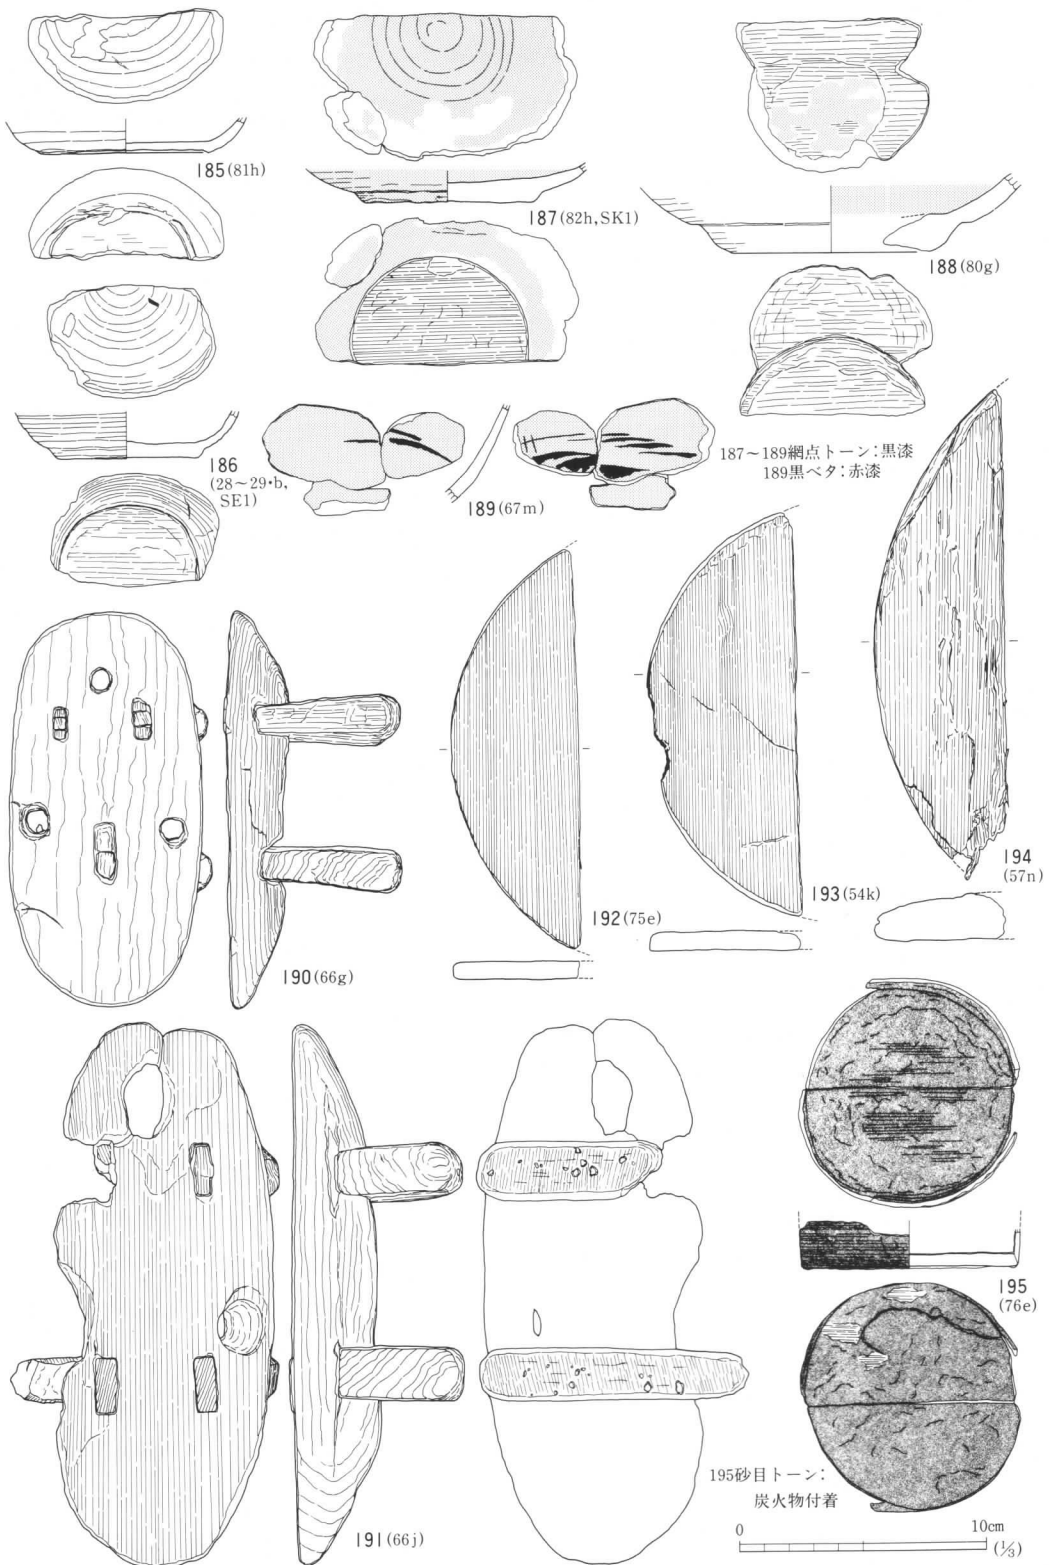 185(81h)
187(82h,SK1)
188(80g)
186
(28～29・b,
SE1)
189(67m)
187～189網点トーン:黒漆
189黒ベタ:赤漆
190(66g)
192(75e)
193(54k)
194
(57n)
191(66j)
195
(76e)
195砂目トーン:
炭火物付着
0 10cm
(1/3)